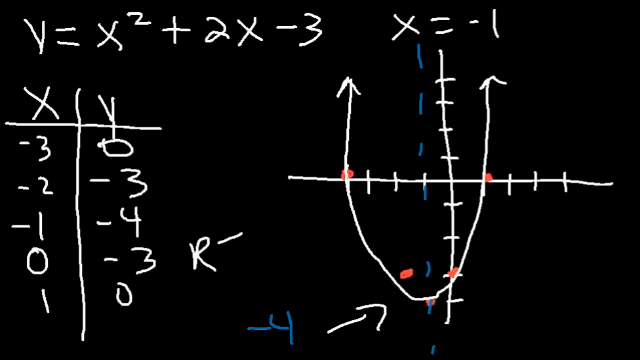 y = x² + 2x - 3
x = -1
x y
-3 0
-2 -3
-1 -4
0 -3
1 0
R
-4